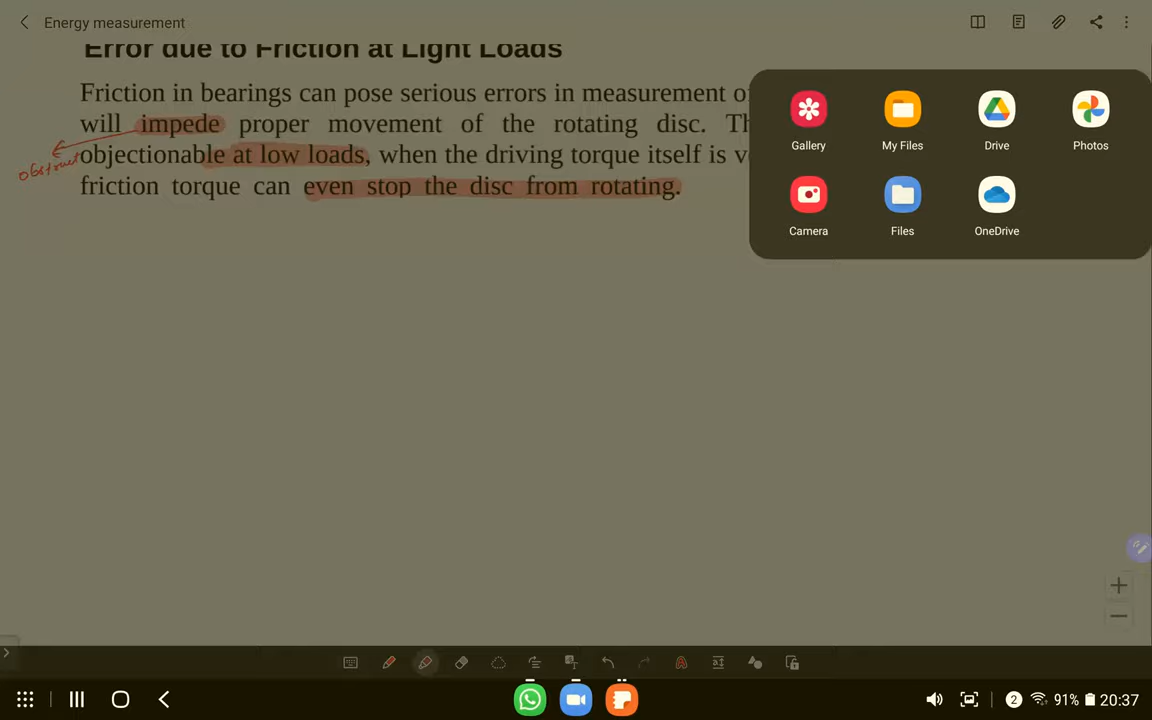 Energy measurement
Error due to Friction at Light Loads
Friction in bearings can pose serious errors in measurement
will impede proper movement of the rotating disc.
obstruct
objectionable at low loads, when the driving torque itself is
friction torque can even stop the disc from rotating.
Gallery
My Files
Drive
Photos
Camera
Files
OneDrive
2 91% 20:37